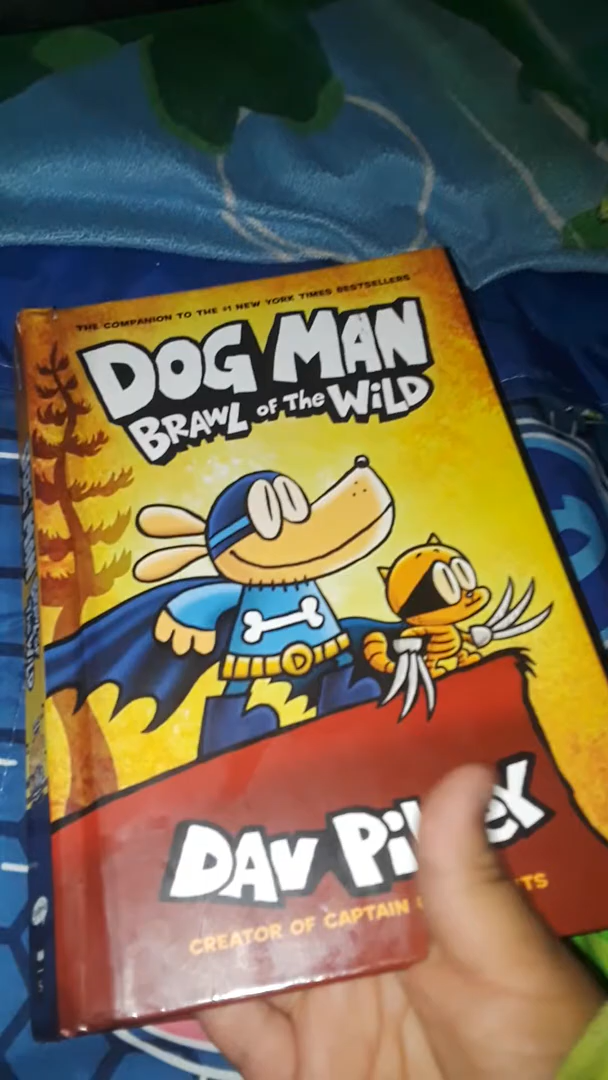 THE COMPANION TO THE #1 NEW YORK TIMES BESTSELLERS
DOG MAN
BRAWL OF THE WILD
DAV
CREATOR OF CAPTAIN